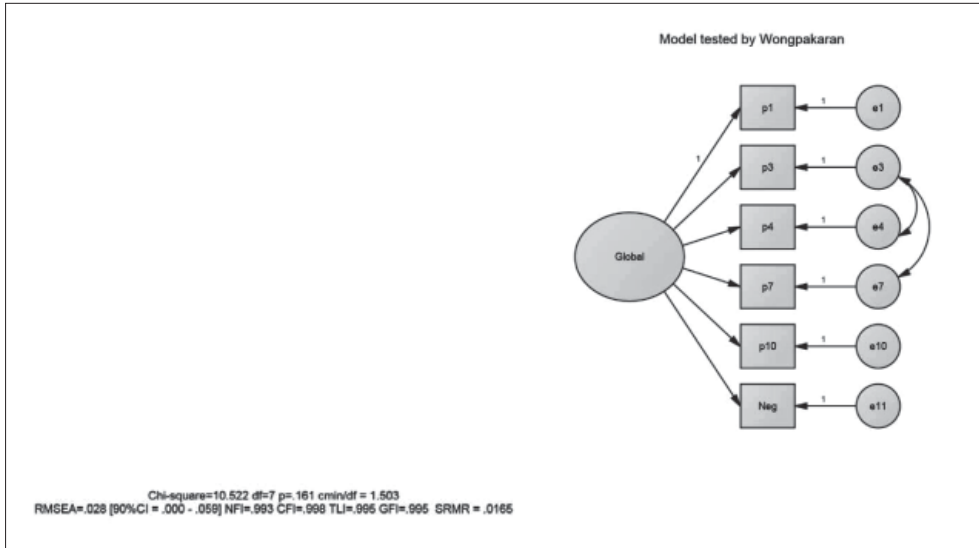 Model tested by Wongpakaran
p1
1
e1
1
p3
1
e3
p4
1
e4
Global
p7
1
e7
p10
1
e10
Neg
1
e11
Chi-square=10.522 df=7 p=.161 cmin/df = 1.503
RMSEA=.028 [90%CI = .000 - .059] NFI=.993 CFI=.998 TLI=.995 GFI=.995 SRMR = .0165